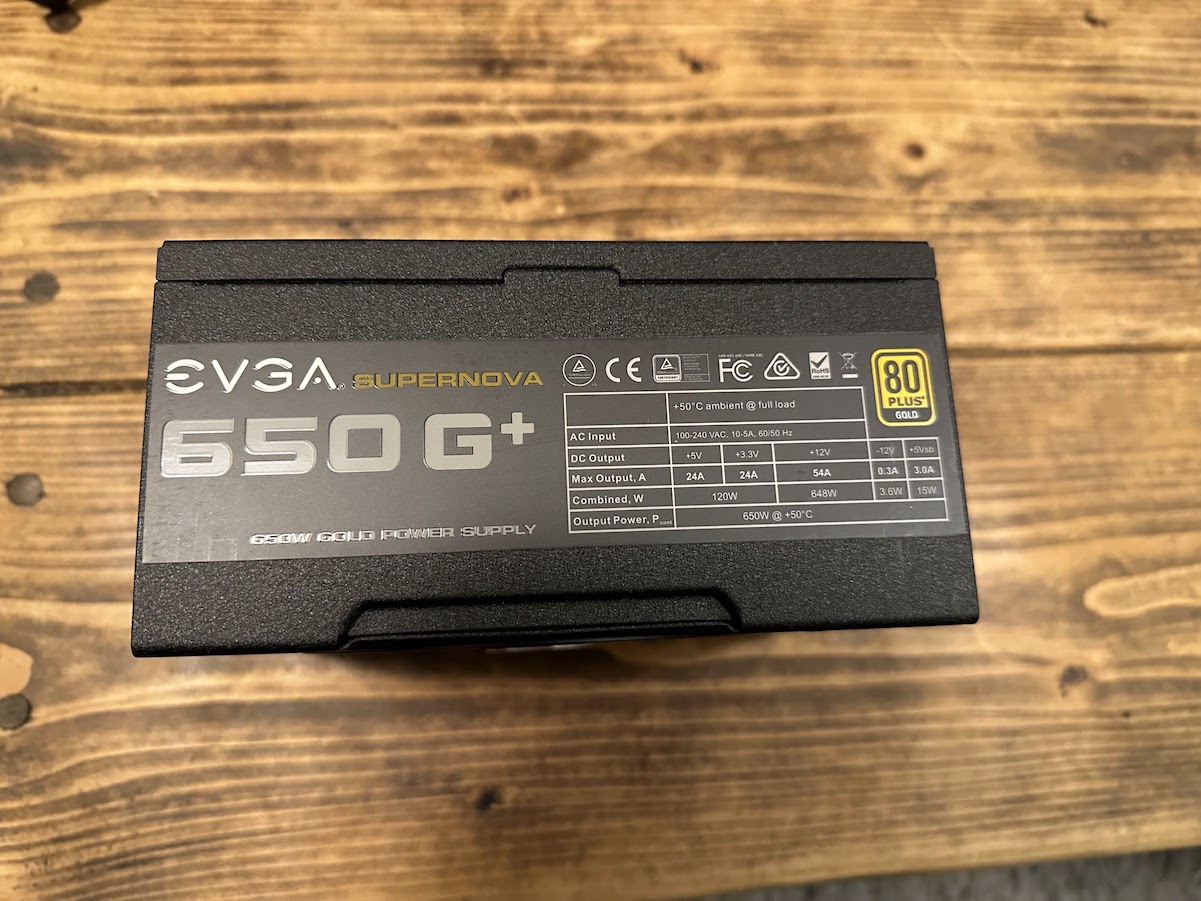 EVGA. SUPERNOVA
650 G+
650W GOLD POWER SUPPLY
CE
FC
RoHS
80
PLUS
GOLD
+50°C ambient @ full load
AC Input 100-240 VAC, 10-5A, 60/50 Hz
DC Output +5V +3.3V +12V -12V +5Vsb
Max Output, A 24A 24A 54A 0.3A 3.0A
Combined, W 120W 648W 3.6W 15W
Output Power, P cont 650W @ +50°C